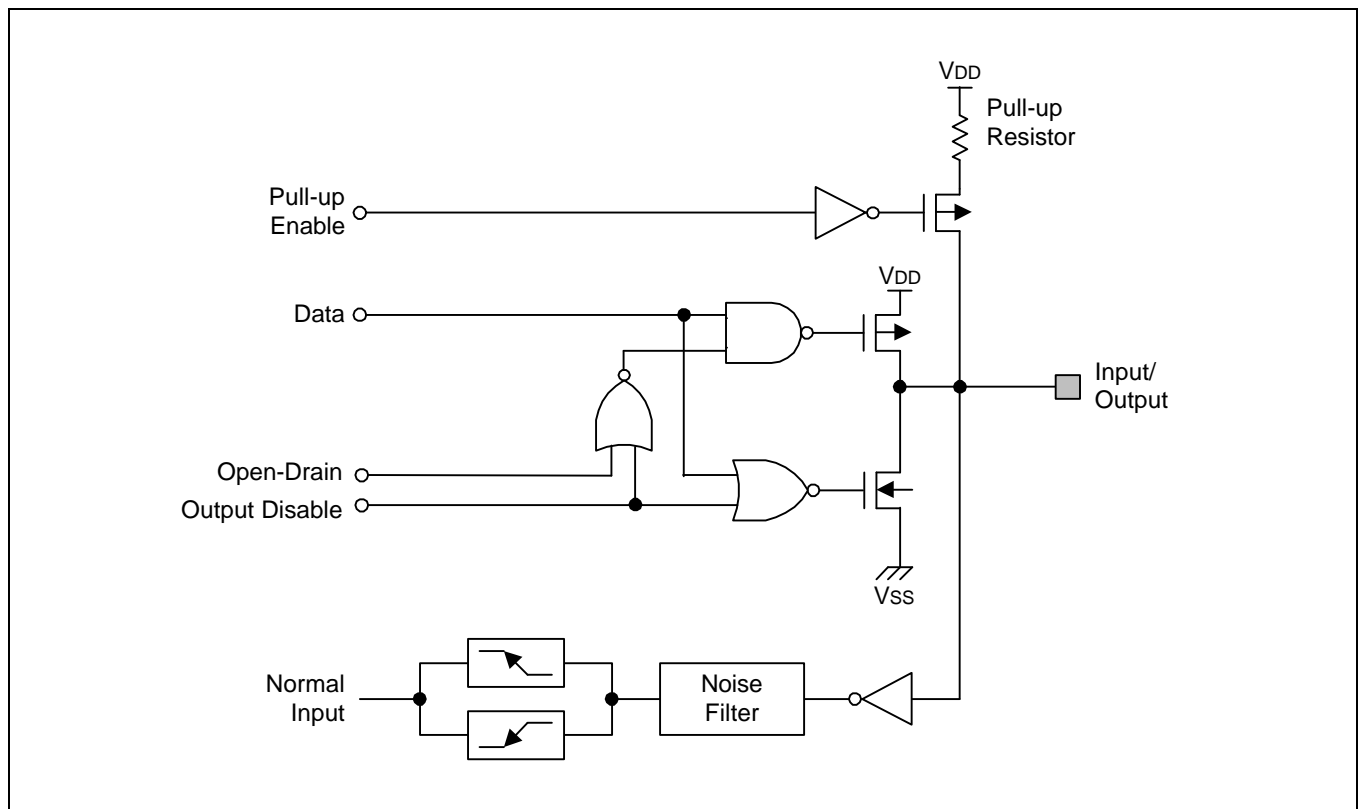 VDD
Pull-up
Resistor
Pull-up
Enable
VDD
Data
Input/
Output
Open-Drain
Output Disable
VSS
Normal
Input
Noise
Filter